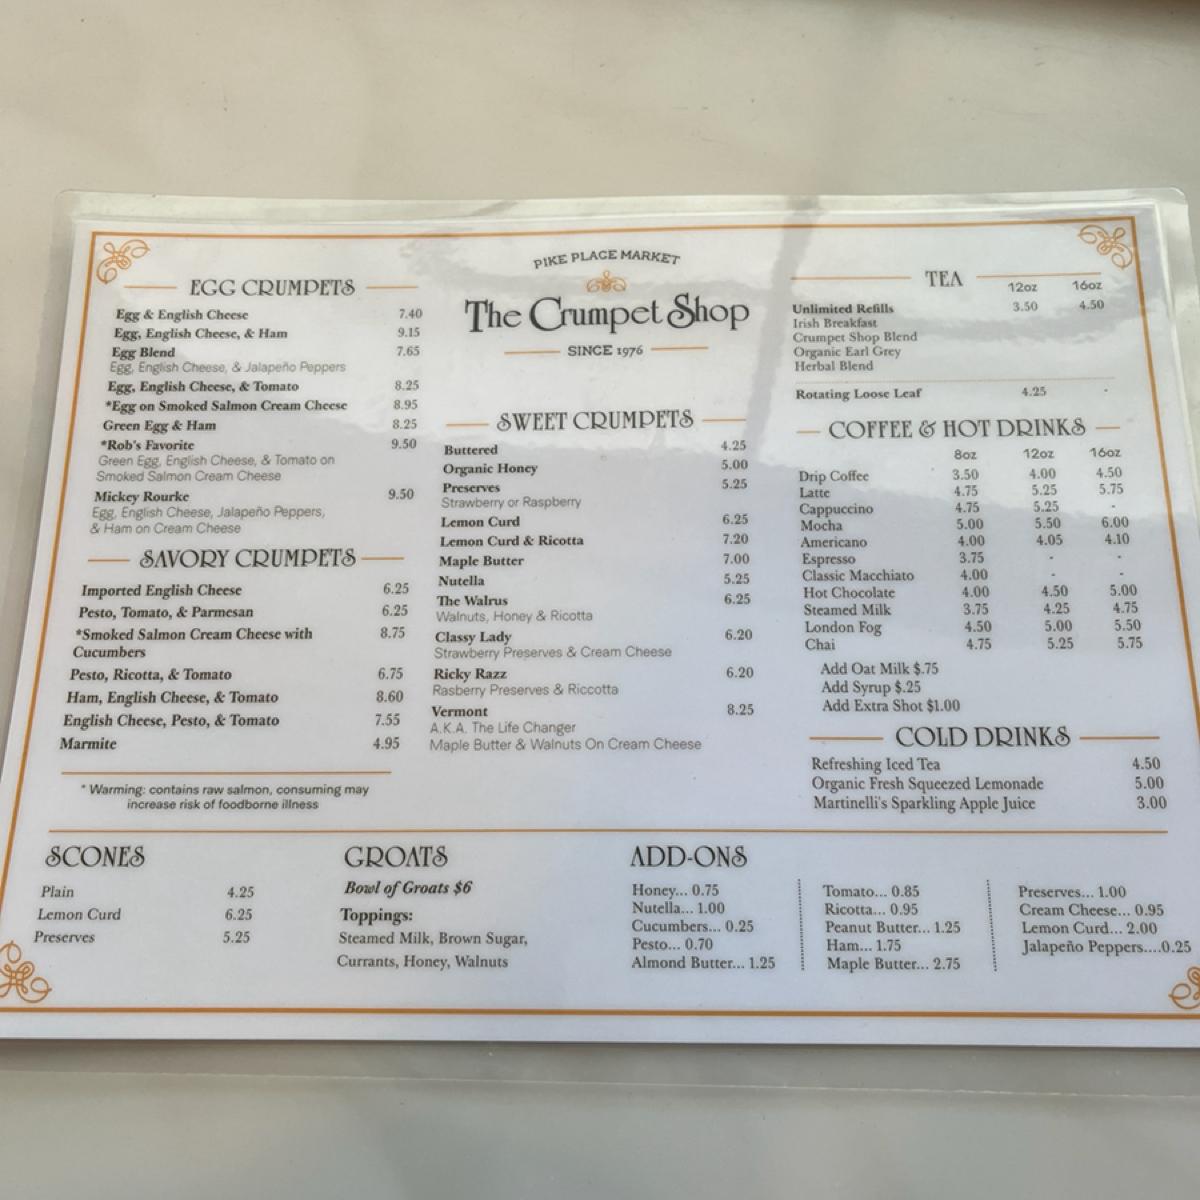 PIKE PLACE MARKET
The Crumpet Shop
SINCE 1976
EGG CRUMPETS
Egg & English Cheese 7.40
Egg, English Cheese, & Ham 9.15
Egg Blend 7.65
Egg, English Cheese, & Jalapeño Peppers
Egg, English Cheese, & Tomato 8.25
*Egg on Smoked Salmon Cream Cheese 8.95
Green Egg & Ham 8.25
*Rob's Favorite 9.50
Green Egg, English Cheese, & Tomato on
Smoked Salmon Cream Cheese
Mickey Rourke 9.50
Egg, English Cheese, Jalapeño Peppers,
& Ham on Cream Cheese
SAVORY CRUMPETS
Imported English Cheese 6.25
Pesto, Tomato, & Parmesan 6.25
*Smoked Salmon Cream Cheese with 8.75
Cucumbers
Pesto, Ricotta, & Tomato 6.75
Ham, English Cheese, & Tomato 8.60
English Cheese, Pesto, & Tomato 7.55
Marmite 4.95
* Warming: contains raw salmon, consuming may
increase risk of foodborne illness
SWEET CRUMPETS
Buttered 4.25
Organic Honey 5.00
Preserves 5.25
Strawberry or Raspberry
Lemon Curd 6.25
Lemon Curd & Ricotta 7.20
Maple Butter 7.00
Nutella 5.25
The Walrus 6.25
Walnuts, Honey & Ricotta
Classy Lady 6.20
Strawberry Preserves & Cream Cheese
Ricky Razz 6.20
Rasberry Preserves & Riccotta
Vermont 8.25
A.K.A. The Life Changer
Maple Butter & Walnuts On Cream Cheese
TEA
12oz 16oz
Unlimited Refills 3.50 4.50
Irish Breakfast
Crumpet Shop Blend
Organic Earl Grey
Herbal Blend
Rotating Loose Leaf 4.25 -
COFFEE & HOT DRINKS
8oz 12oz 16oz
Drip Coffee 3.50 4.00 4.50
Latte 4.75 5.25 5.75
Cappuccino 4.75 5.25 -
Mocha 5.00 5.50 6.00
Americano 4.00 4.05 4.10
Espresso 3.75 - -
Classic Macchiato 4.00 - -
Hot Chocolate 4.00 4.50 5.00
Steamed Milk 3.75 4.25 4.75
London Fog 4.50 5.00 5.50
Chai 4.75 5.25 5.75
Add Oat Milk $.75
Add Syrup $.25
Add Extra Shot $1.00
COLD DRINKS
Refreshing Iced Tea 4.50
Organic Fresh Squeezed Lemonade 5.00
Martinelli's Sparkling Apple Juice 3.00
SCONES
Plain 4.25
Lemon Curd 6.25
Preserves 5.25
GROATS
Bowl of Groats $6
Toppings:
Steamed Milk, Brown Sugar,
Currants, Honey, Walnuts
ADD-ONS
Honey... 0.75
Nutella... 1.00
Cucumbers... 0.25
Pesto... 0.70
Almond Butter... 1.25
Tomato... 0.85
Ricotta... 0.95
Peanut Butter... 1.25
Ham... 1.75
Maple Butter... 2.75
Preserves... 1.00
Cream Cheese... 0.95
Lemon Curd... 2.00
Jalapeño Peppers....0.25